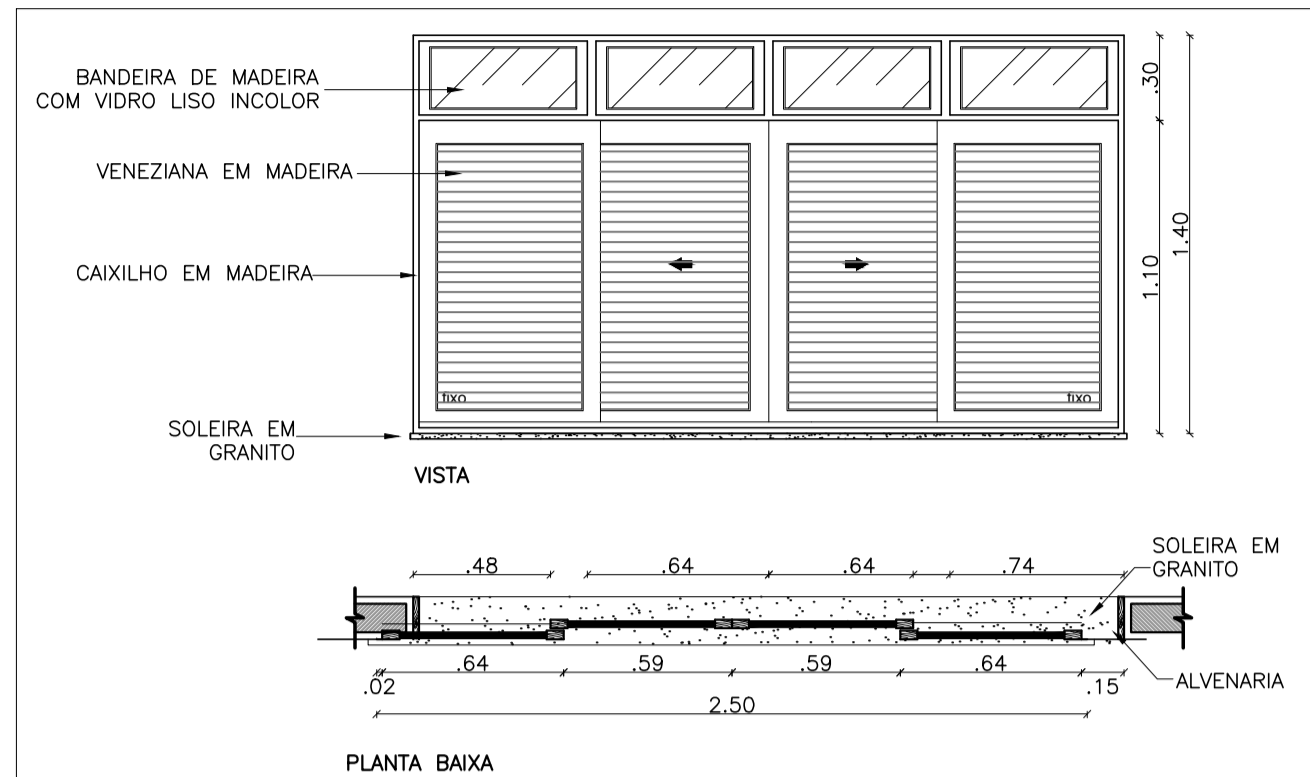 BANDEIRA DE MADEIRA
COM VIDRO LISO INCOLOR
VENEZIANA EM MADEIRA
CAIXILHO EM MADEIRA
SOLEIRA EM
GRANITO
fixo
fixo
.30
1.10
1.40
VISTA
.48
.64
.64
.74
SOLEIRA EM
GRANITO
.64
.59
.59
.64
.02
.15
ALVENARIA
2.50
PLANTA BAIXA